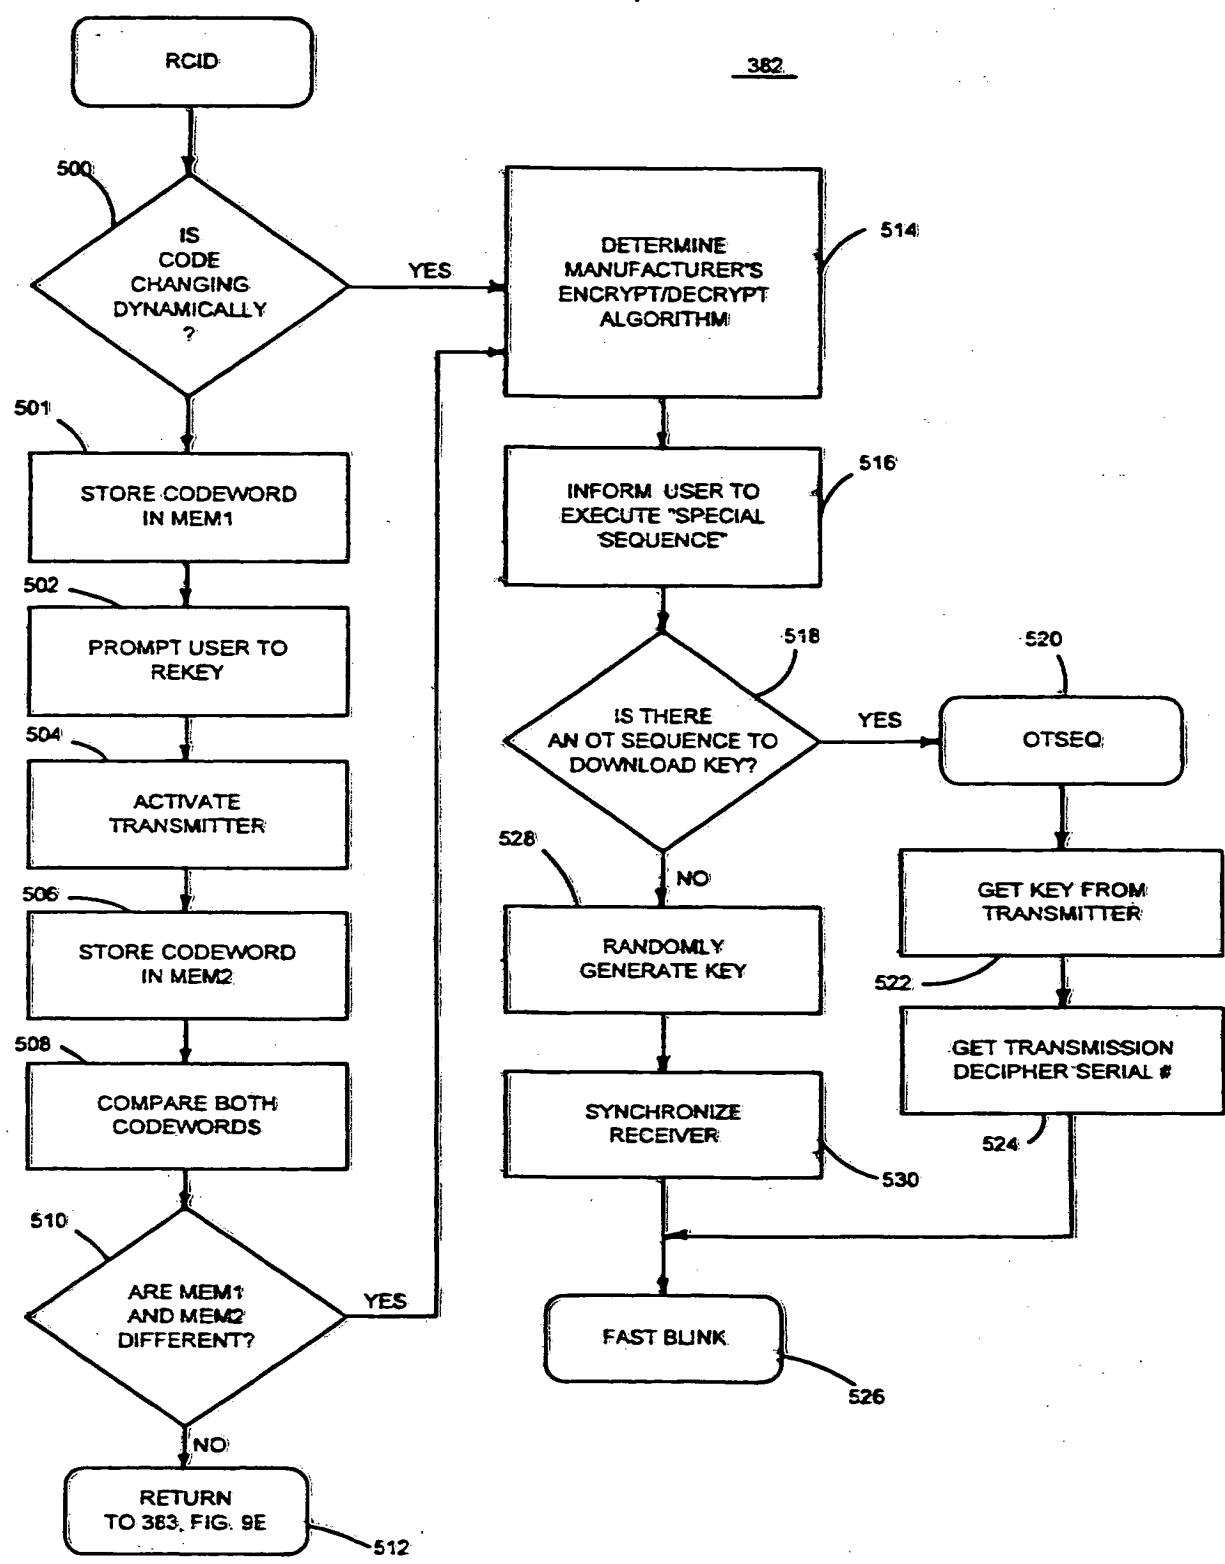 RCID
382
500
IS
CODE
CHANGING
DYNAMICALLY
?
YES
501
STORE CODEWORD
IN MEM1
502
PROMPT USER TO
REKEY
504
ACTIVATE
TRANSMITTER
506
STORE CODEWORD
IN MEM2
508
COMPARE BOTH
CODEWORDS
510
ARE MEM1
AND MEM2
DIFFERENT?
YES
NO
RETURN
TO 383, FIG. 9E
512
DETERMINE
MANUFACTURER'S
ENCRYPT/DECRYPT
ALGORITHM
514
INFORM USER TO
EXECUTE "SPECIAL
SEQUENCE"
516
518
IS THERE
AN OT SEQUENCE TO
DOWNLOAD KEY?
YES
NO
520
OTSEQ
GET KEY FROM
TRANSMITTER
522
GET TRANSMISSION
DECIPHER SERIAL #
524
528
RANDOMLY
GENERATE KEY
SYNCHRONIZE
RECEIVER
530
FAST BLINK
526